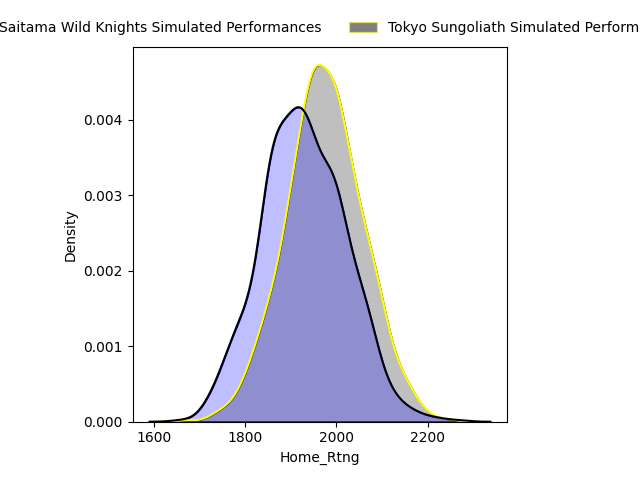 Saitama Wild Knights Simulated Performances
Tokyo Sungoliath Simulated Perform
0.004
0.003
0.002
0.001
0.000
Density
1600 1800 2000 2200
Home_Rtng